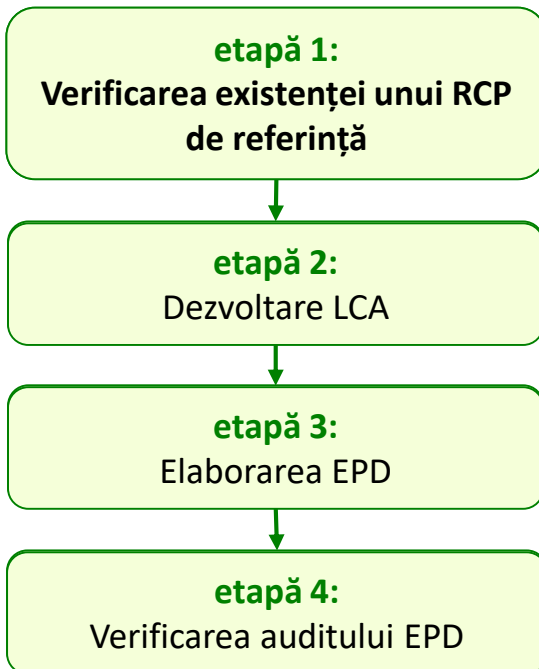 etapă 1:
Verificarea existenței unui RCP
de referință
etapă 2:
Dezvoltare LCA
etapă 3:
Elaborarea EPD
etapă 4:
Verificarea auditului EPD